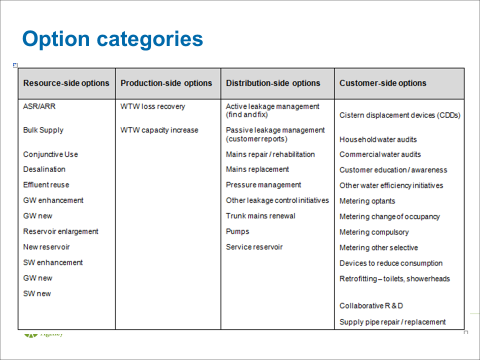 Option categories
Resource-side options
Production-side options
Distribution-side options
Customer-side options
ASR/ARR
Bulk Supply
Conjunctive Use
Desalination
Effluent reuse
GW enhancement
GW new
Reservoir enlargement
New reservoir
SW enhancement
GW new
SW new
WTW loss recovery
WTW capacity increase
Active leakage management
(find and fix)
Passive leakage management
(customer reports)
Mains repair / rehabilitation
Mains replacement
Pressure management
Other leakage control initiatives
Trunk mains renewal
Pumps
Service reservoir
Cistern displacement devices (CDDs)
Household water audits
Commercial water audits
Customer education / awareness
Other water efficiency initiatives
Metering optants
Metering change of occupancy
Metering compulsory
Metering other selective
Devices to reduce consumption
Retrofitting – toilets, showerheads
Collaborative R & D
Supply pipe repair / replacement